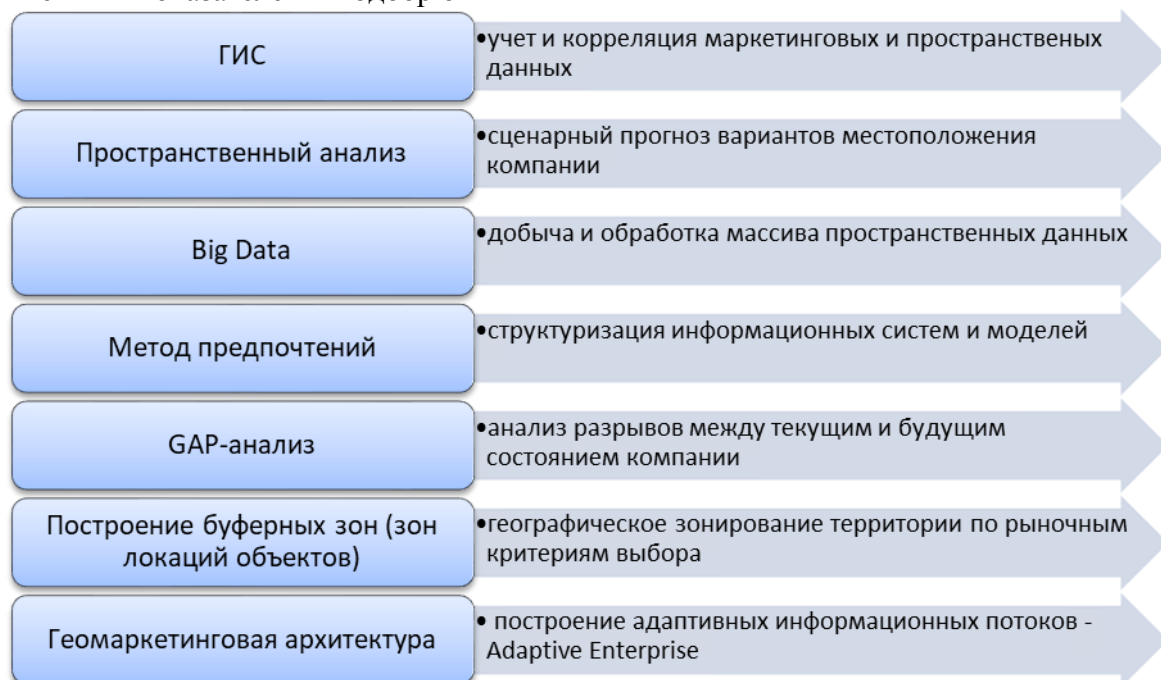 ГИС
•учет и корреляция маркетинговых и пространственых
данных
Пространственный анализ
•сценарный прогноз вариантов местоположения
компании
Big Data
•добыча и обработка массива пространственных данных
Метод предпочтений
•структуризация информационных систем и моделей
GAP-анализ
•анализ разрывов между текущим и будущим
состоянием компании
Построение буферных зон (зон
локаций объектов)
•географическое зонирование территории по рыночным
критериям выбора
Геомаркетинговая архитектура
• построение адаптивных информационных потоков -
Adaptive Enterprise